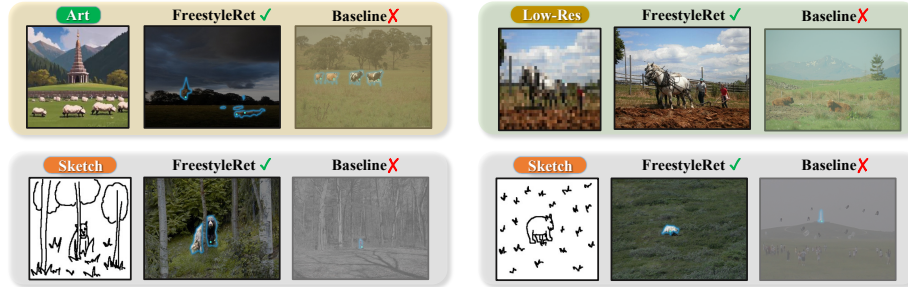 Art
FreestyleRet ✓
Baseline ✗
Low-Res
FreestyleRet ✓
Baseline ✗
Sketch
FreestyleRet ✓
Baseline ✗
Sketch
FreestyleRet ✓
Baseline ✗